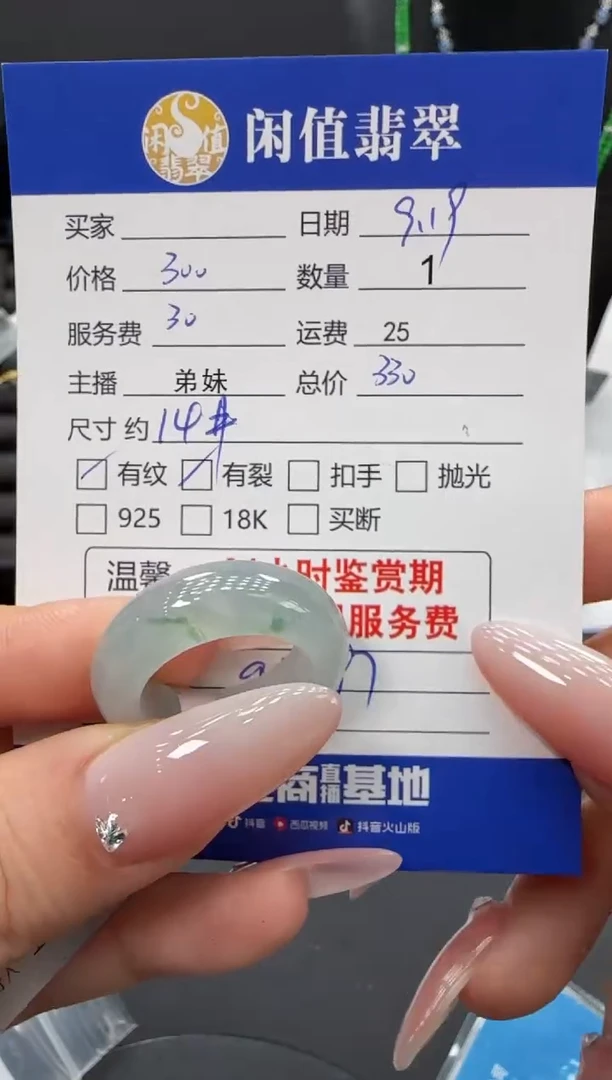 闲值翡翠
闲值
翡翠
买家 日期 9.19
价格 300 数量 1
服务费 30 运费 25
主播 弟妹 总价 330
尺寸 约 14#
有纹 有裂 扣手 抛光
925 18K 买断
温馨 时鉴赏期
服务费
商直播基地
抖音 西瓜视频 抖音火山版